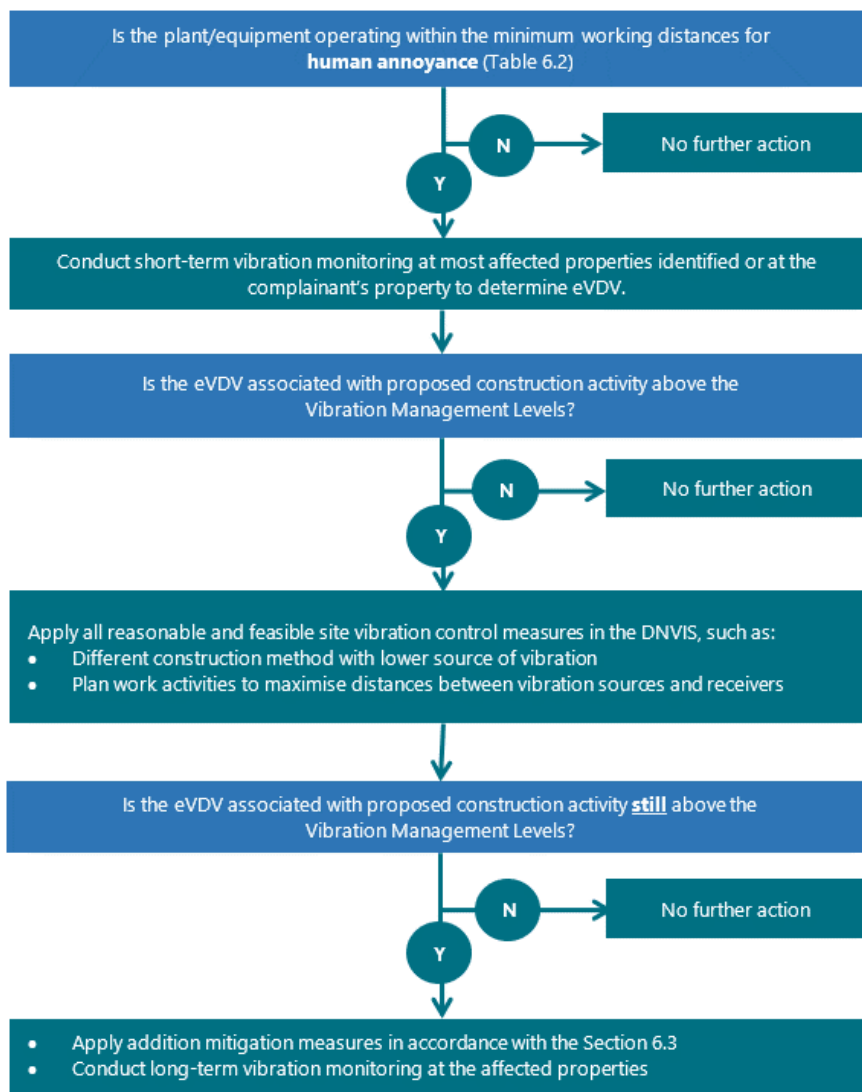 Is the plant/equipment operating within the minimum working distances for
human annoyance (Table 6.2)
N
No further action
Y
Conduct short-term vibration monitoring at most affected properties identified or at the
complainant's property to determine eVDV.
Is the eVDV associated with proposed construction activity above the
Vibration Management Levels?
N
No further action
Y
Apply all reasonable and feasible site vibration control measures in the DNVIS, such as:
• Different construction method with lower source of vibration
• Plan work activities to maximise distances between vibration sources and receivers
Is the eVDV associated with proposed construction activity still above the
Vibration Management Levels?
N
No further action
Y
• Apply addition mitigation measures in accordance with the Section 6.3
• Conduct long-term vibration monitoring at the affected properties